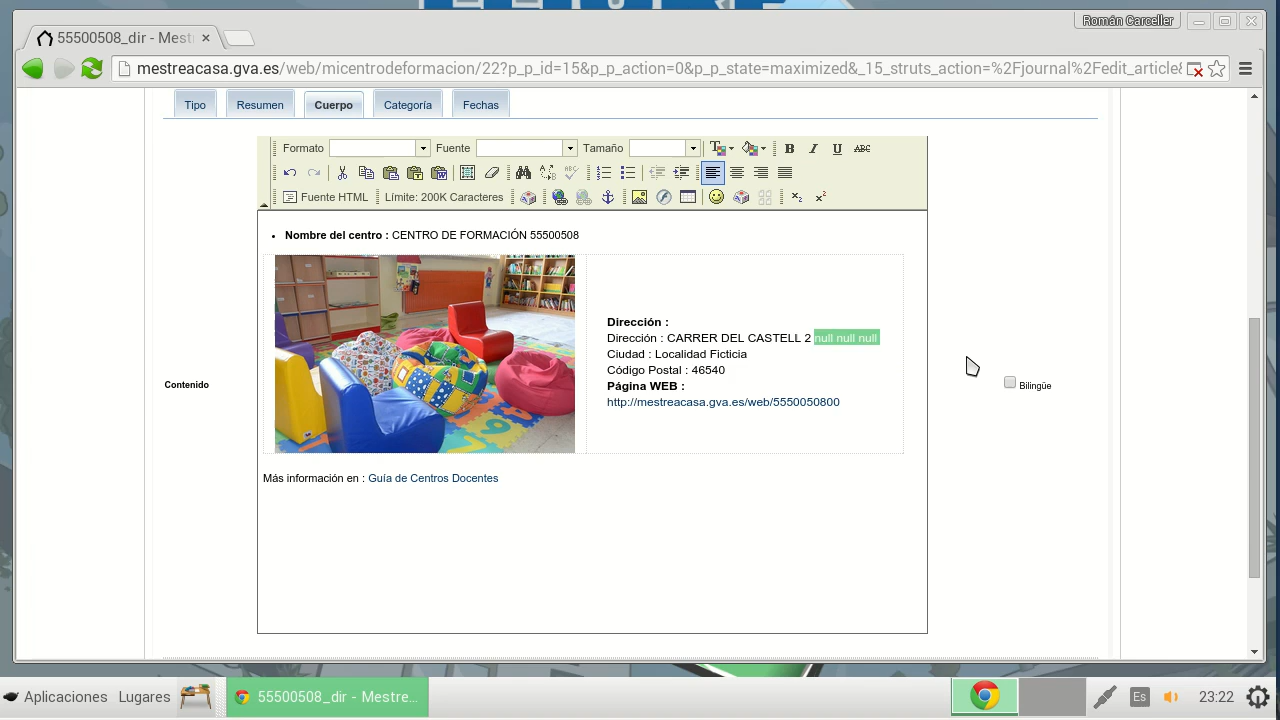 Román Carceller
55500508_dir - Mest
mestreacasa.gva.es/web/micentrodeformacion/22?p_p_id=15&p_p_action=0&p_p_state=maximized&_15_struts_action=%2Fjournal%2Fedit_article&
Tipo Resumen Cuerpo Categoría Fechas
Formato Fuente Tamaño B I U ABC
Fuente HTML Límite: 200K Caracteres x₂ x²
• Nombre del centro : CENTRO DE FORMACIÓN 55500508
Dirección :
Dirección : CARRER DEL CASTELL 2 null null null
Ciudad : Localidad Ficticia
Código Postal : 46540
Página WEB :
http://mestreacasa.gva.es/web/5550050800
Contenido
Bilingüe
Más información en : Guía de Centros Docentes
Aplicaciones Lugares 55500508_dir - Mestre... Es 23:22